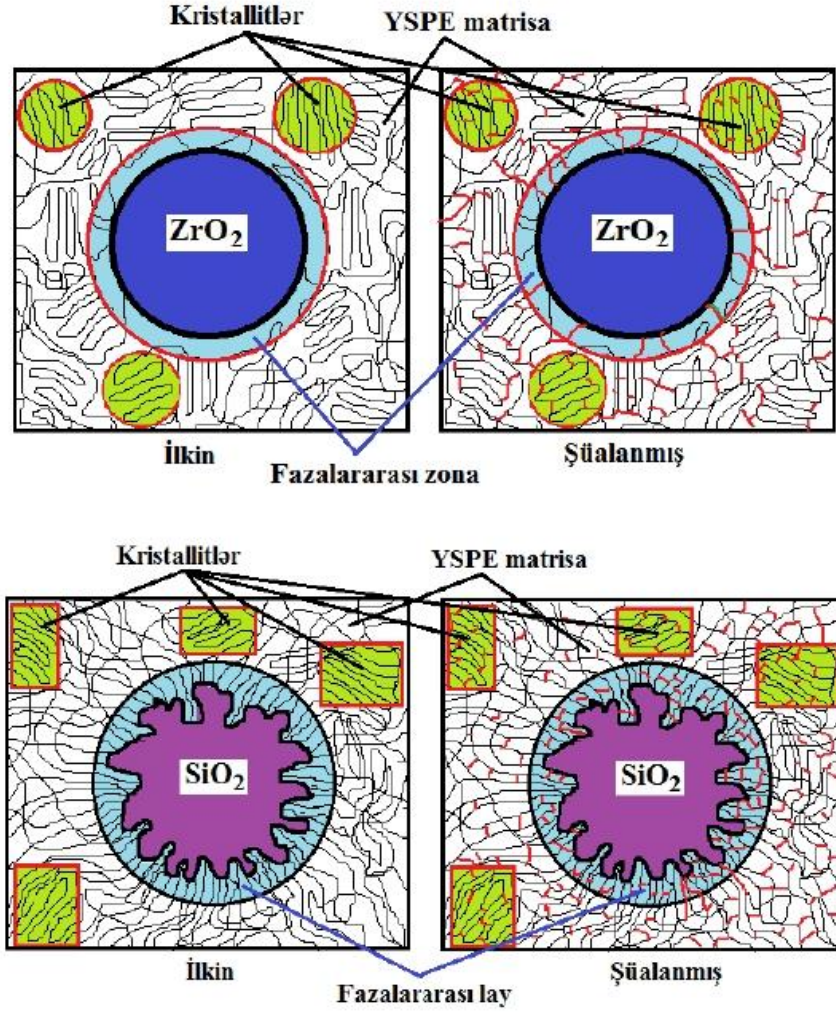 Kristallitlər
YSPE matrisa
ZrO₂
ZrO₂
İlkin
Şüalanmış
Fazalararası zona
Kristallitlər
YSPE matrisa
SiO₂
SiO₂
İlkin
Şüalanmış
Fazalararası lay